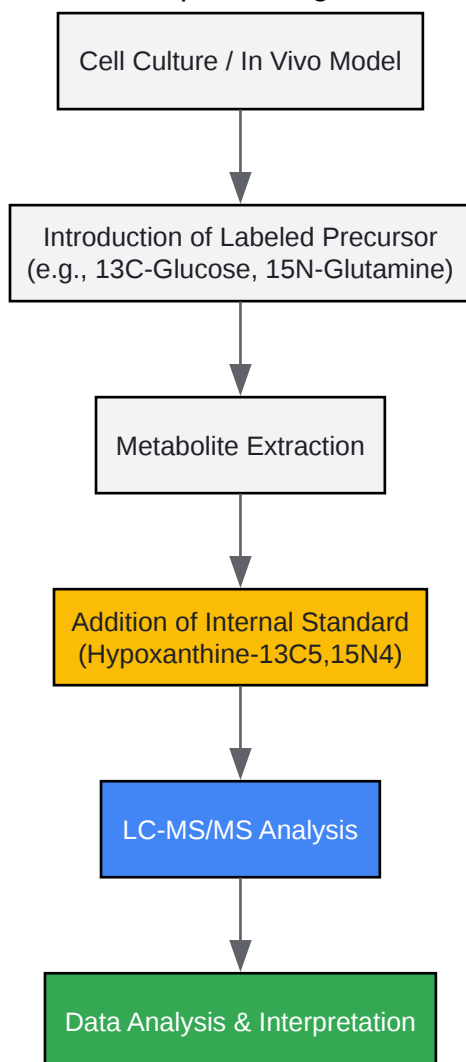 Cell Culture / In Vivo Model
Introduction of Labeled Precursor
(e.g., 13C-Glucose, 15N-Glutamine)
Metabolite Extraction
Addition of Internal Standard
(Hypoxanthine-13C5,15N4)
LC-MS/MS Analysis
Data Analysis & Interpretation